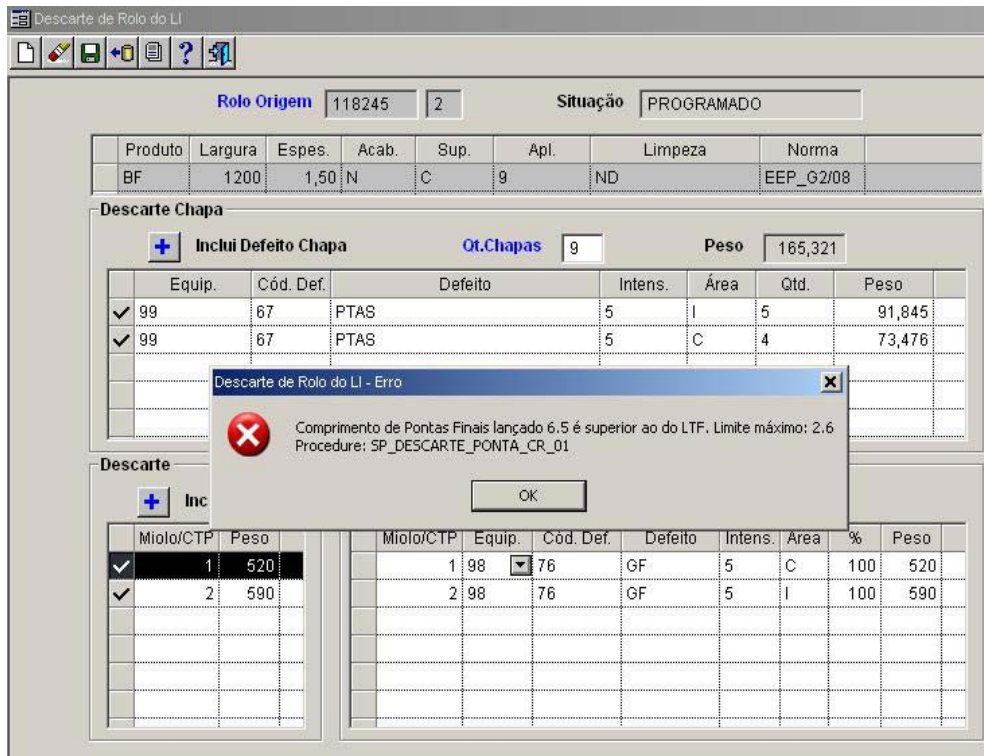 Descarte de Rolo do LI
Rolo Origem 118245 2 Situação PROGRAMADO
Produto Largura Espes. Acab. Sup. Apl. Limpeza Norma
BF 1200 1,50 N C 9 ND EEP_G2/08
Descarte Chapa
+ Inclui Defeito Chapa Qt.Chapas 9 Peso 165,321
Equip. Cód. Def. Defeito Intens. Área Qtd. Peso
99 67 PTAS 5 I 5 91,845
99 67 PTAS 5 C 4 73,476
Descarte de Rolo do LI - Erro
Comprimento de Pontas Finais lançado 6.5 é superior ao do LTF. Limite máximo: 2.6
Procedure: SP_DESCARTE_PONTA_CR_01
OK
Descarte
+ Inc
Miolo/CTP Peso Miolo/CTP Equip. Cód. Def. Defeito Intens. Área % Peso
1 520 1 98 76 GF 5 C 100 520
2 590 2 98 76 GF 5 I 100 590